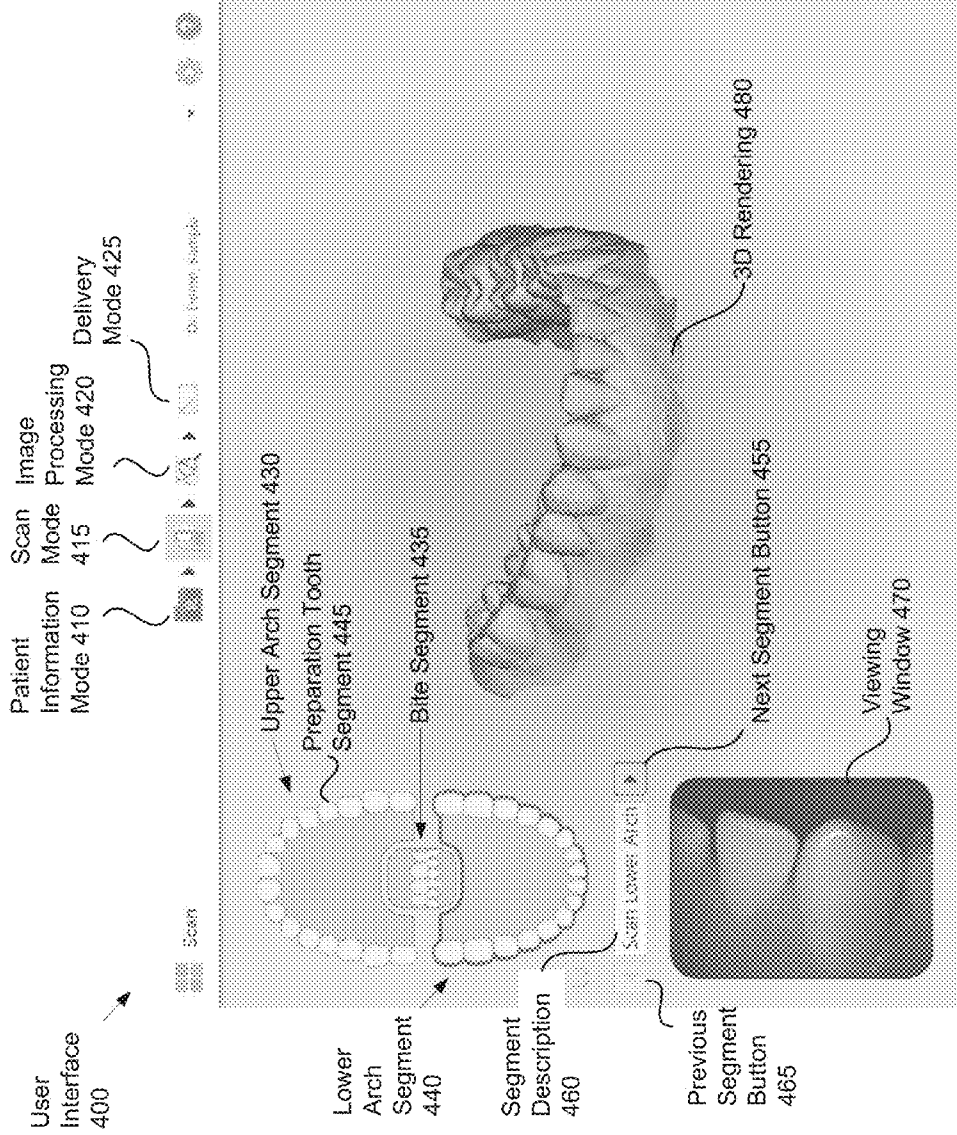 User
Interface
400
Patient
Information
Mode 410
Scan
Mode
415
Image
Processing
Mode 420
Delivery
Mode 425
Scan
Upper Arch Segment 430
Preparation Tooth
Segment 445
Bite Segment 435
Lower
Arch
Segment
440
Segment
Description
460
Scan Lower Arch
Next Segment Button 455
Previous
Segment
Button
465
Viewing
Window 470
3D Rendering 480